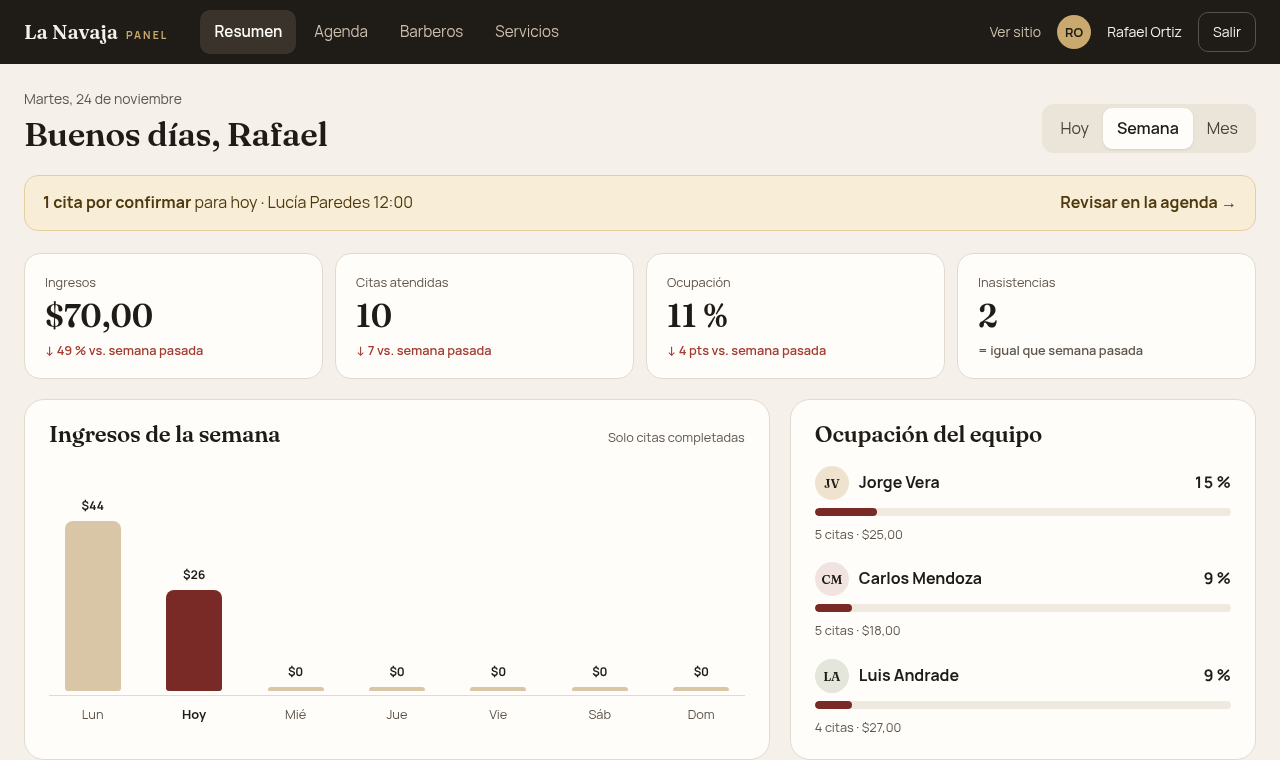 La Navaja PANEL
Resumen
Agenda
Barberos
Servicios
Ver sitio
RO
Rafael Ortiz
Salir
Martes, 24 de noviembre
Buenos días, Rafael
Hoy
Semana
Mes
1 cita por confirmar para hoy · Lucía Paredes 12:00
Revisar en la agenda →
Ingresos
$70,00
↓ 49 % vs. semana pasada
Citas atendidas
10
↓ 7 vs. semana pasada
Ocupación
11 %
↓ 4 pts vs. semana pasada
Inasistencias
2
= igual que semana pasada
Ingresos de la semana
Solo citas completadas
$44
$26
$0
$0
$0
$0
$0
Lun
Hoy
Mié
Jue
Vie
Sáb
Dom
Ocupación del equipo
JV
Jorge Vera
15 %
5 citas · $25,00
CM
Carlos Mendoza
9 %
5 citas · $18,00
LA
Luis Andrade
9 %
4 citas · $27,00